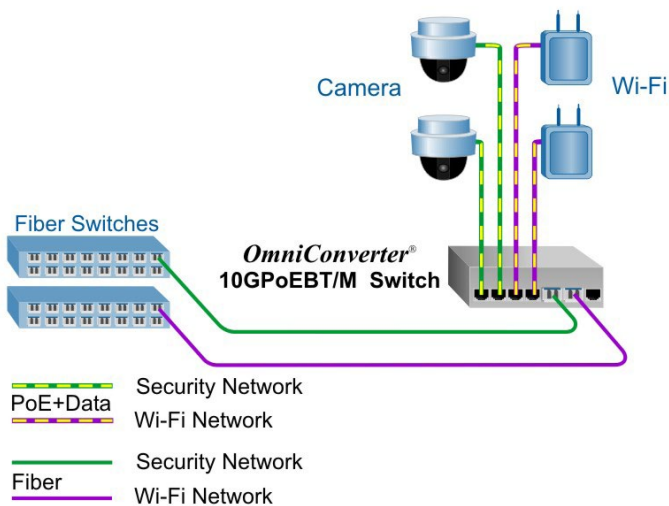 Camera
Wi-Fi
Fiber Switches
OmniConverter®
10GPoEBT/M Switch
Security Network
PoE+Data
Wi-Fi Network
Security Network
Fiber
Wi-Fi Network